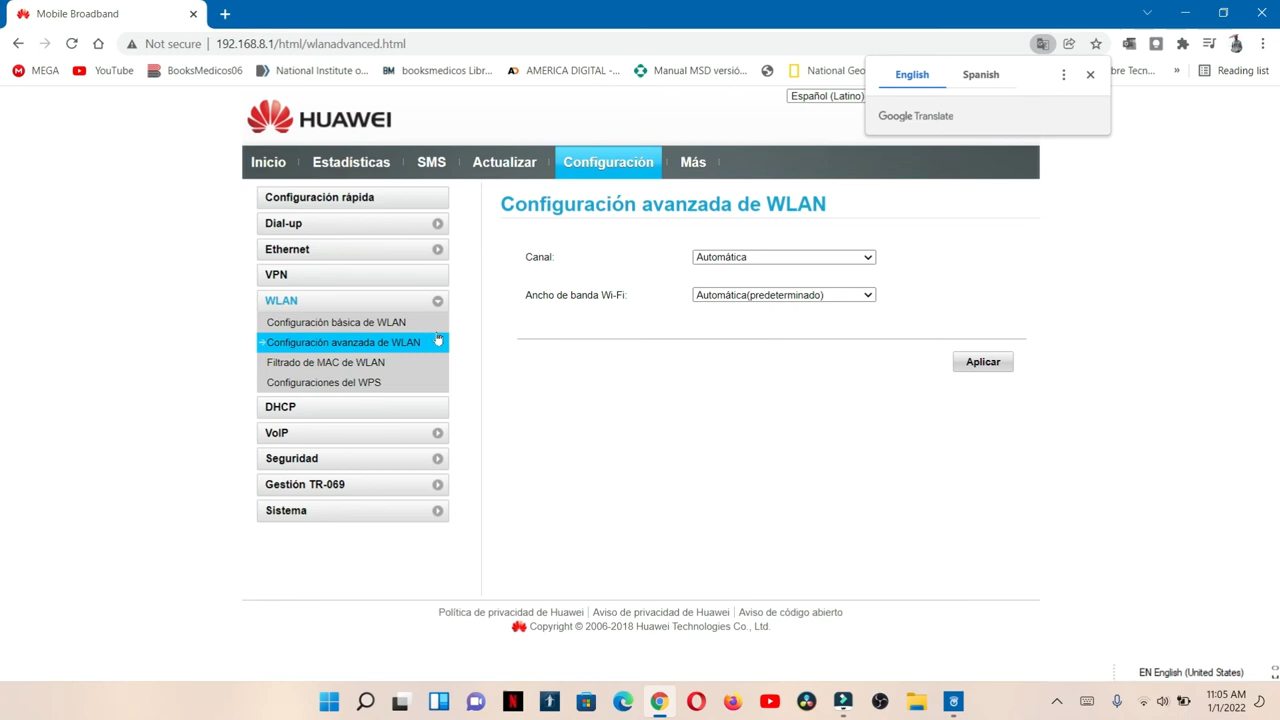 Mobile Broadband
Not secure | 192.168.8.1/html/wlanadvanced.html
MEGA YouTube BooksMedicos06 National Institute o... BM booksmedicos Libr... AMERICA DIGITAL -... Manual MSD versió... National Geo bre Tecn... » Reading list
English Spanish
Google Translate
Español (Latino)
HUAWEI
Inicio Estadísticas SMS Actualizar Configuración Más
Configuración rápida
Dial-up
Ethernet
VPN
WLAN
Configuración básica de WLAN
Configuración avanzada de WLAN
Filtrado de MAC de WLAN
Configuraciones del WPS
DHCP
VoIP
Seguridad
Gestión TR-069
Sistema
Configuración avanzada de WLAN
Canal: Automática
Ancho de banda Wi-Fi: Automática(predeterminado)
Aplicar
Política de privacidad de Huawei | Aviso de privacidad de Huawei | Aviso de código abierto
Copyright © 2006-2018 Huawei Technologies Co., Ltd.
EN English (United States)
11:05 AM
1/1/2022